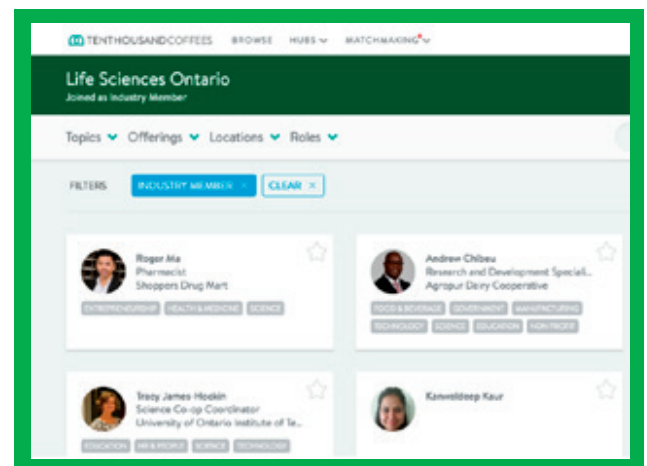 TENTHOUSANDCOFFEES BROWSE HUBS MATCHMAKING
Life Sciences Ontario
Joined as Industry Member
Topics Offerings Locations Roles
FILTERS INDUSTRY MEMBER × CLEAR ×
Roger Ma
Pharmacist
Shoppers Drug Mart
ENTREPRENEURSHIP HEALTH & MEDICINE SCIENCE
Andrew Chibeu
Research and Development Speciali...
Agropur Dairy Cooperative
FOOD & BEVERAGE GOVERNMENT MANUFACTURING
TECHNOLOGY SCIENCE EDUCATION NON PROFIT
Tracy James-Hockin
Science Co-op Coordinator
University of Ontario Institute of Te...
EDUCATION HR & PEOPLE SCIENCE TECHNOLOGY
Kanwaldeep Kaur